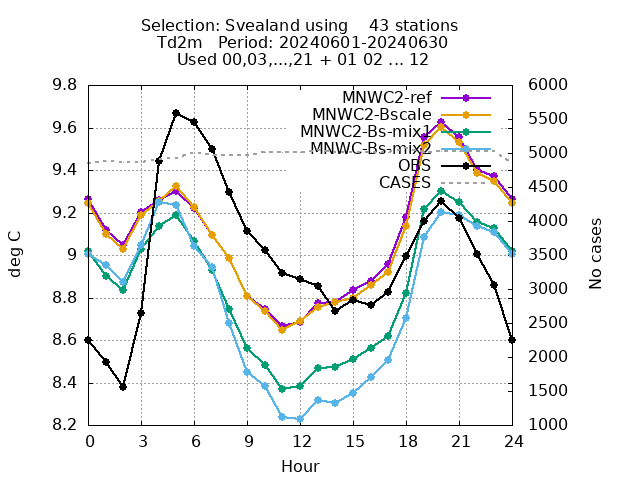 Selection: Svealand using    43 stations
Td2m   Period: 20240601-20240630
Used 00,03,...,21 + 01 02 ... 12
9.8
9.6
9.4
9.2
9
8.8
8.6
8.4
8.2
deg C
6000
5500
5000
4500
4000
3500
3000
2500
2000
1500
1000
No cases
MNWC2-ref
MNWC2-Bscale
MNWC2-Bs-mix1
MNWC-Bs-mix2
OBS
CASES
0 3 6 9 12 15 18 21 24
Hour